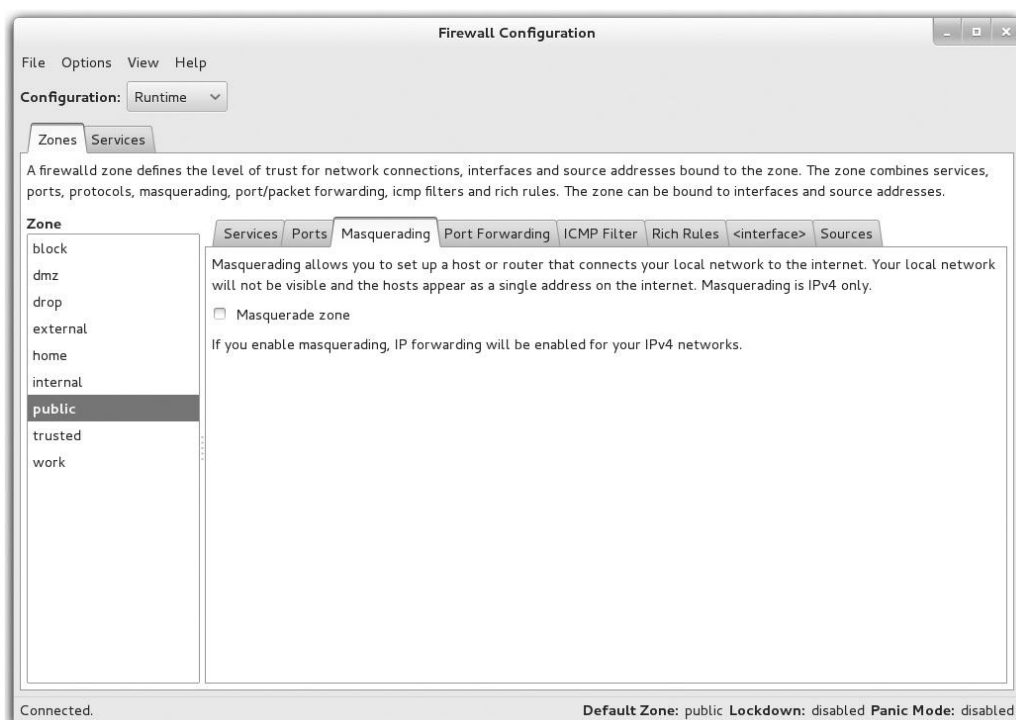 Firewall Configuration
File Options View Help
Configuration: Runtime
Zones Services
A firewalld zone defines the level of trust for network connections, interfaces and source addresses bound to the zone. The zone combines services,
ports, protocols, masquerading, port/packet forwarding, icmp filters and rich rules. The zone can be bound to interfaces and source addresses.
Zone
block
dmz
drop
external
home
internal
public
trusted
work
Services Ports Masquerading Port Forwarding ICMP Filter Rich Rules <interface> Sources
Masquerading allows you to set up a host or router that connects your local network to the internet. Your local network
will not be visible and the hosts appear as a single address on the internet. Masquerading is IPv4 only.
Masquerade zone
If you enable masquerading, IP forwarding will be enabled for your IPv4 networks.
Connected.
Default Zone: public Lockdown: disabled Panic Mode: disabled